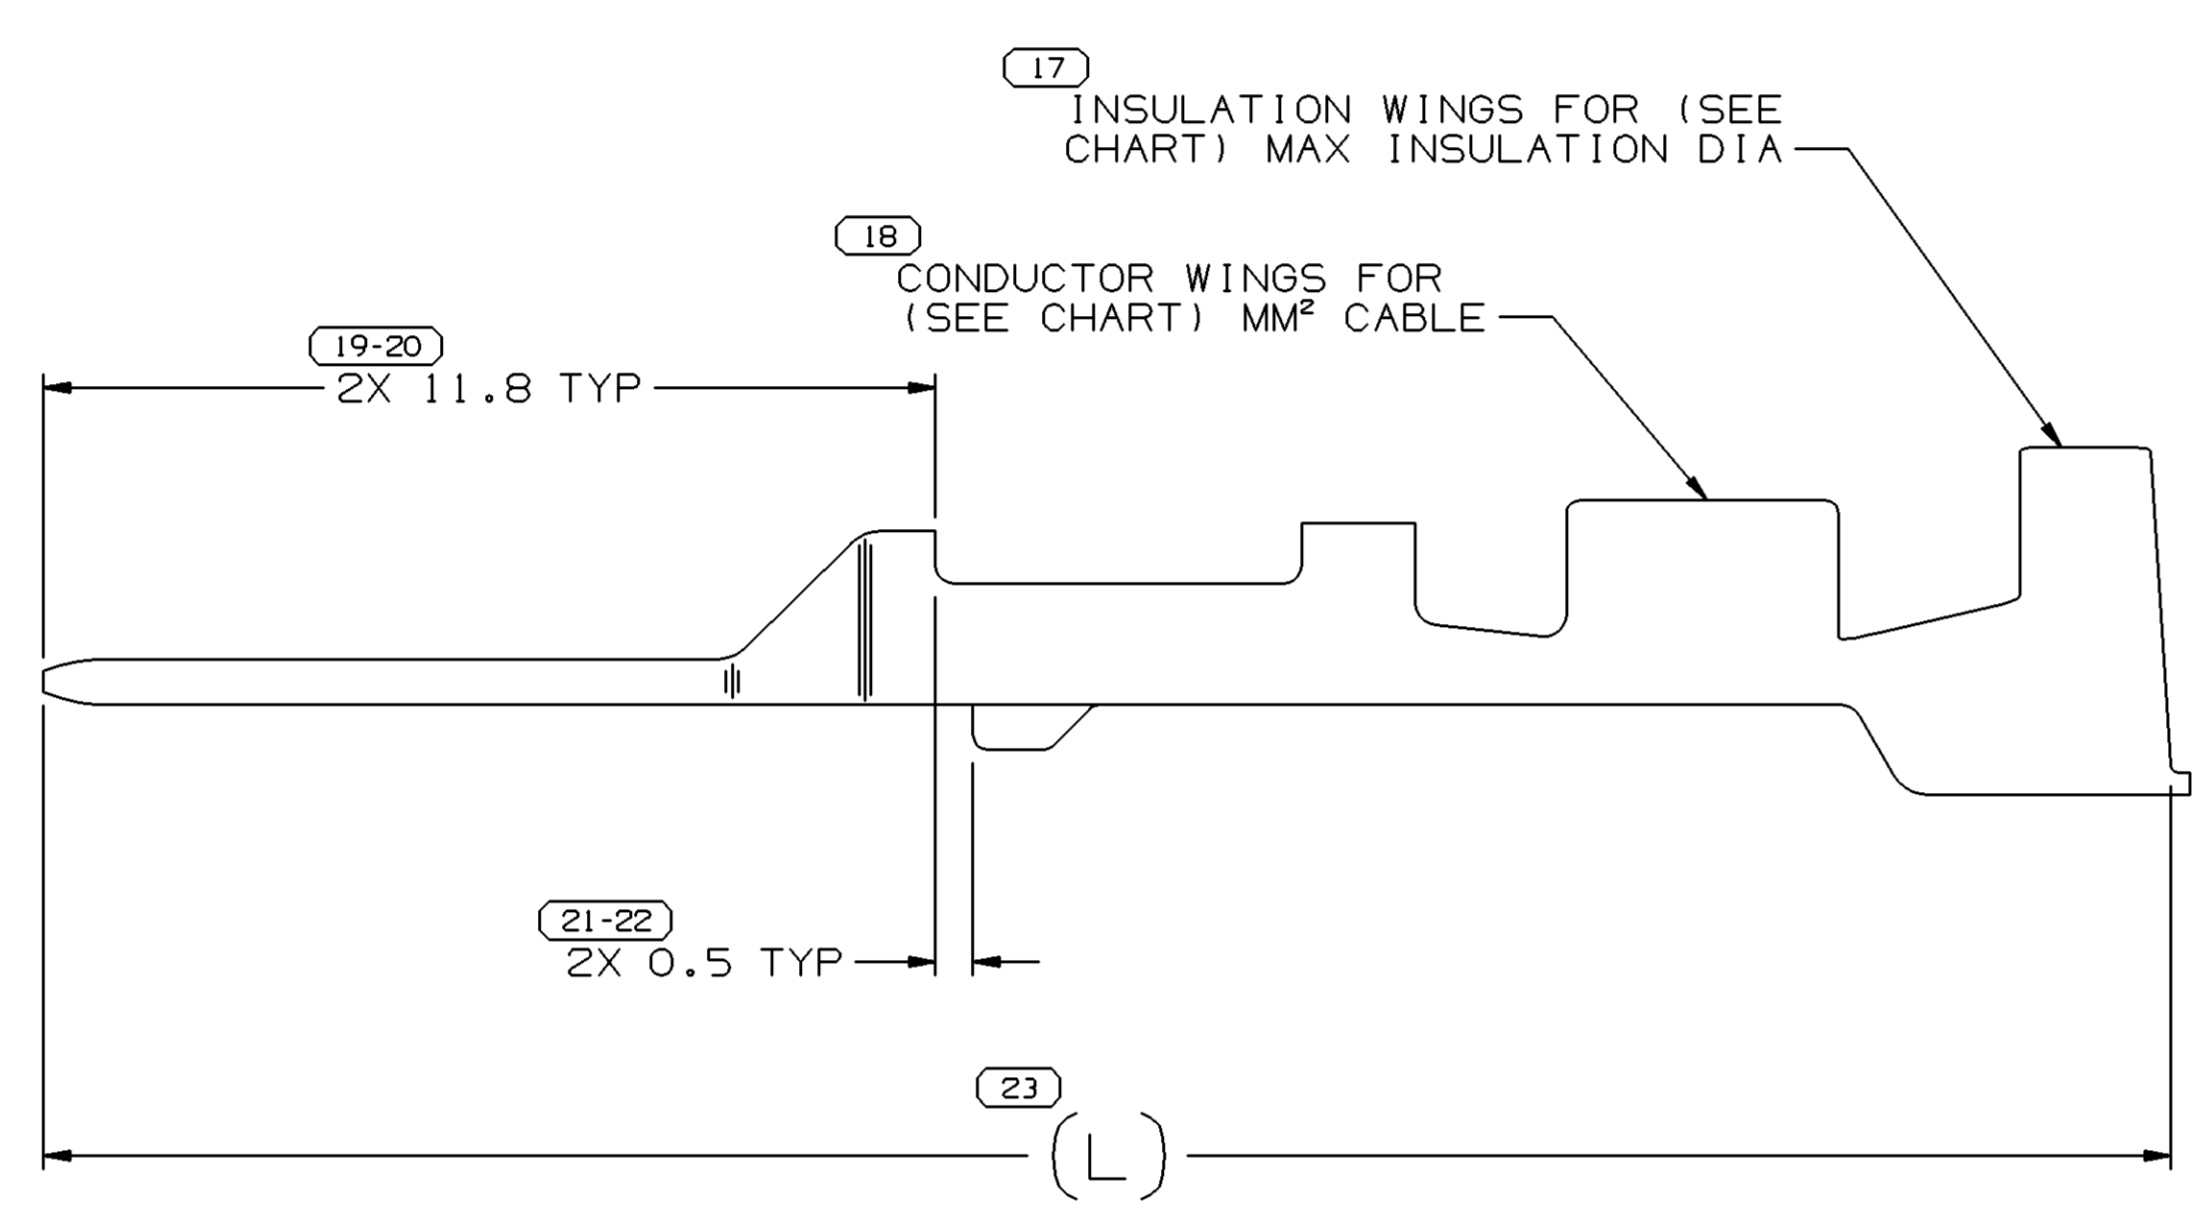 17
INSULATION WINGS FOR (SEE
CHART) MAX INSULATION DIA
18
CONDUCTOR WINGS FOR
(SEE CHART) MM² CABLE
19-20
2X 11.8 TYP
21-22
2X 0.5 TYP
23
(L)